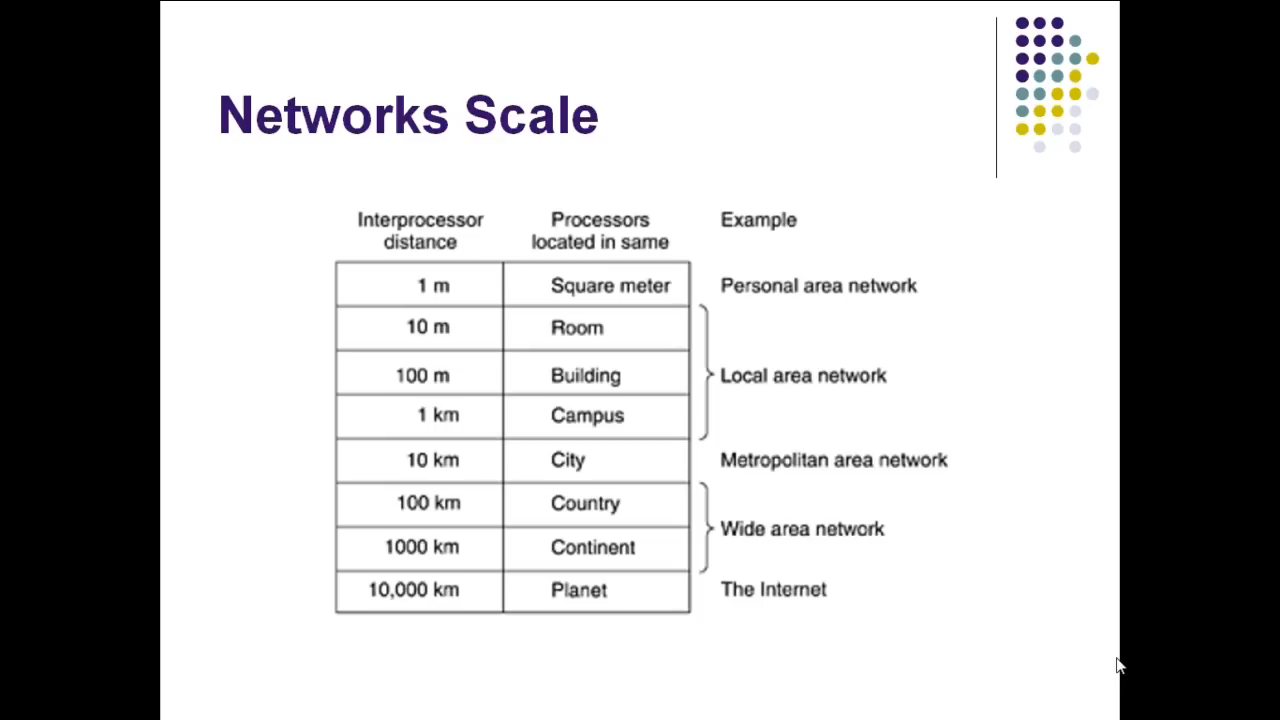 Networks Scale
Interprocessor distance
Processors located in same
Example
1 m Square meter Personal area network
10 m Room
100 m Building Local area network
1 km Campus
10 km City Metropolitan area network
100 km Country
Wide area network
1000 km Continent
10,000 km Planet The Internet